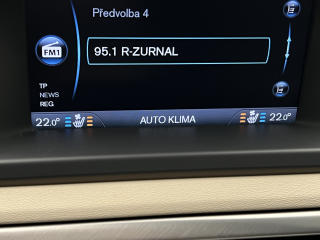 Předvolba 4
FM1
95.1 R-ZURNAL
TP
NEWS
REG
22.0° AUTO KLIMA 22.0°